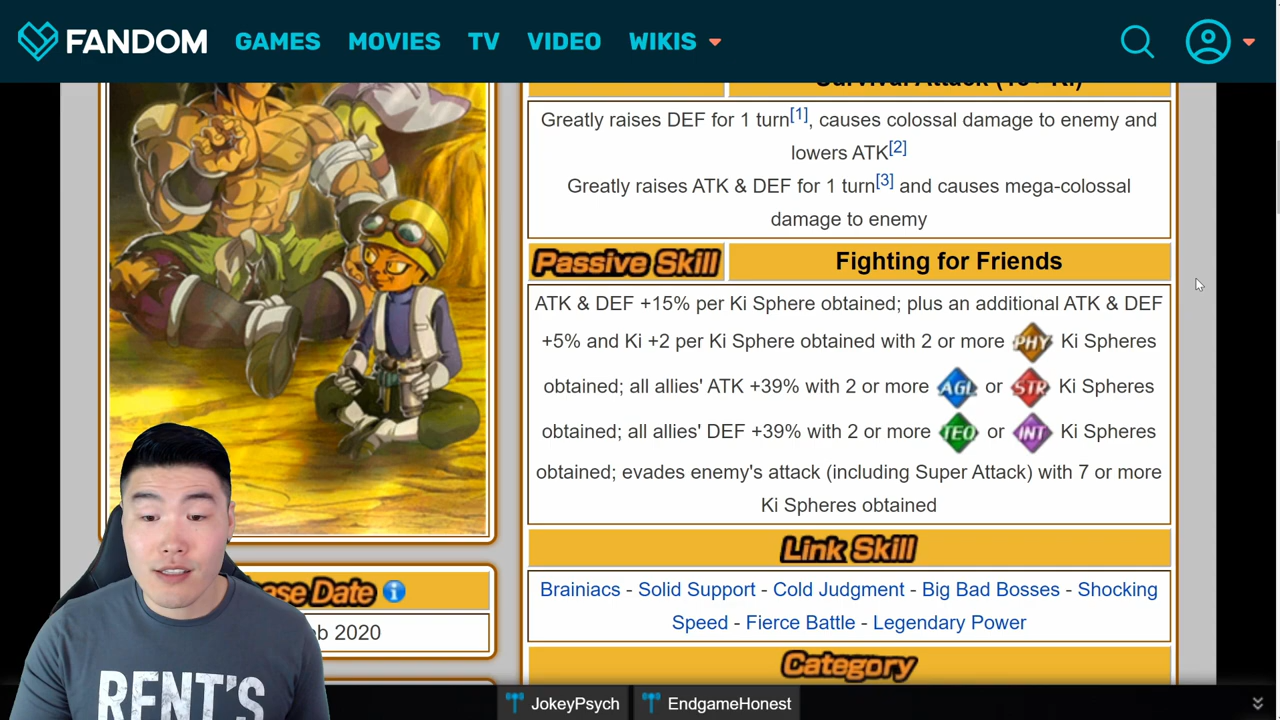 FANDOM GAMES MOVIES TV VIDEO WIKIS
Greatly raises DEF for 1 turn[1], causes colossal damage to enemy and
lowers ATK[2]
Greatly raises ATK & DEF for 1 turn[3] and causes mega-colossal
damage to enemy
Passive Skill Fighting for Friends
ATK & DEF +15% per Ki Sphere obtained; plus an additional ATK & DEF
+5% and Ki +2 per Ki Sphere obtained with 2 or more PHY Ki Spheres
obtained; all allies' ATK +39% with 2 or more AGL or STR Ki Spheres
obtained; all allies' DEF +39% with 2 or more TEQ or INT Ki Spheres
obtained; evades enemy's attack (including Super Attack) with 7 or more
Ki Spheres obtained
Link Skill
Brainiacs - Solid Support - Cold Judgment - Big Bad Bosses - Shocking
Speed - Fierce Battle - Legendary Power
Category
ase Date
eb 2020
RENT'S
JokeyPsych EndgameHonest